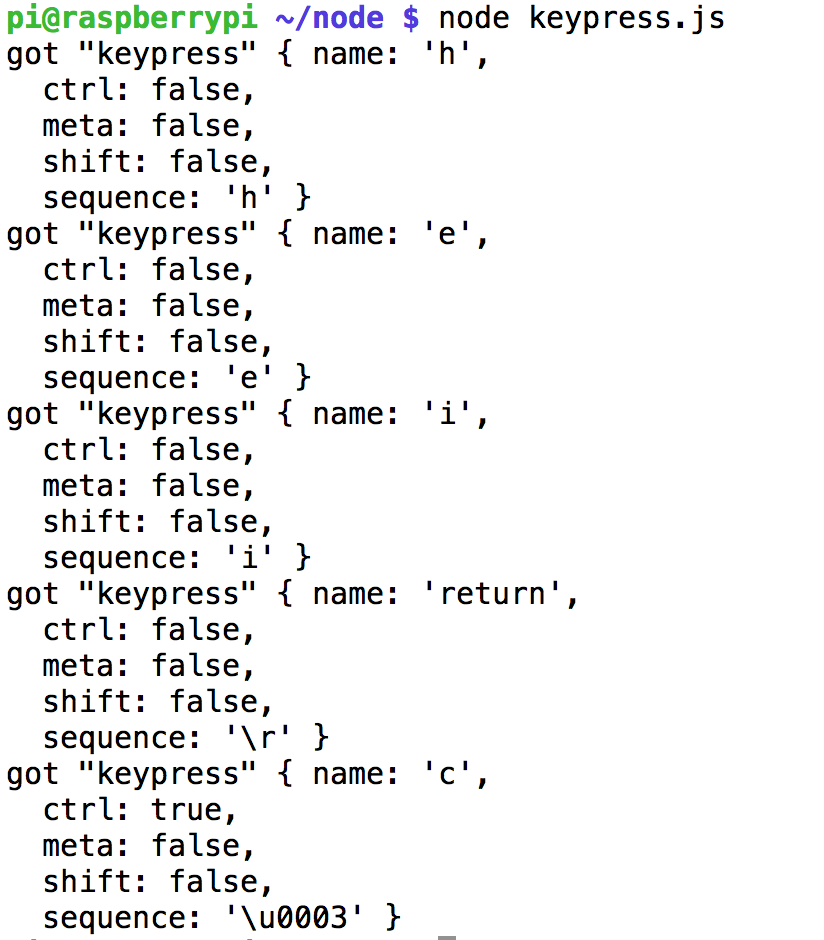 pi@raspberrypi ~/node $ node keypress.js
got "keypress" { name: 'h',
  ctrl: false,
  meta: false,
  shift: false,
  sequence: 'h' }
got "keypress" { name: 'e',
  ctrl: false,
  meta: false,
  shift: false,
  sequence: 'e' }
got "keypress" { name: 'i',
  ctrl: false,
  meta: false,
  shift: false,
  sequence: 'i' }
got "keypress" { name: 'return',
  ctrl: false,
  meta: false,
  shift: false,
  sequence: '\r' }
got "keypress" { name: 'c',
  ctrl: true,
  meta: false,
  shift: false,
  sequence: '\u0003' }